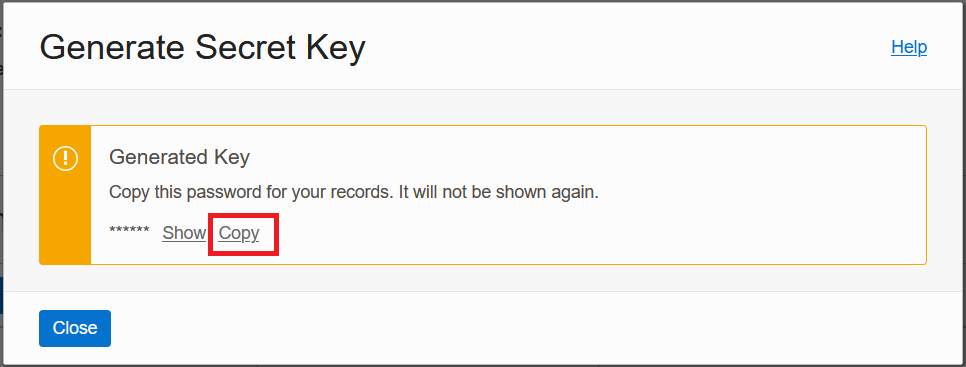 Generate Secret Key
Help
Generated Key
Copy this password for your records. It will not be shown again.
****** Show Copy
Close